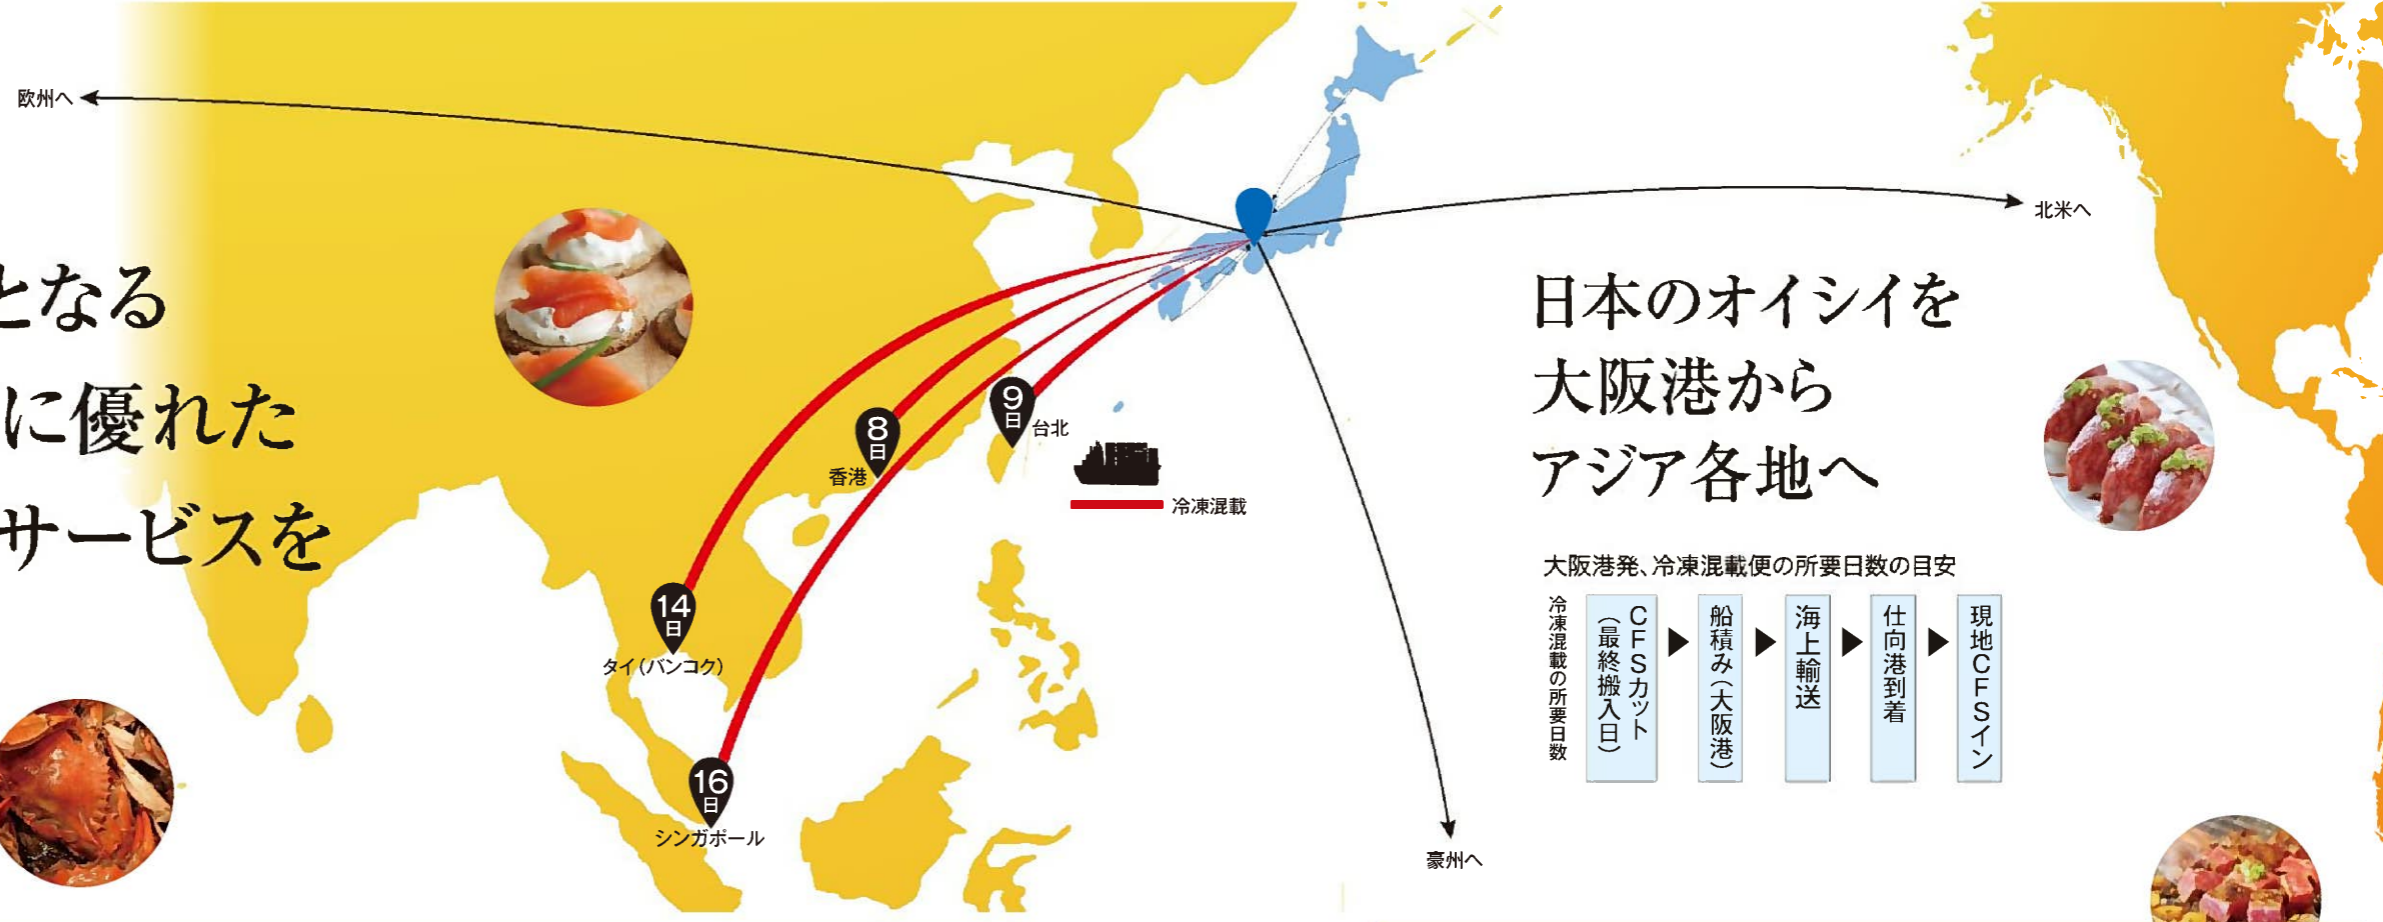 欧州へ
北米へ
となる
に優れた
サービスを
日本のオイシイを
大阪港から
アジア各地へ
9日
台北
8日
香港
冷凍混載
14日
タイ（バンコク）
16日
シンガポール
豪州へ
大阪港発、冷凍混載便の所要日数の目安
冷凍混載の所要日数
CFSカット
（最終搬入日）
船積み（大阪港）
海上輸送
仕向港到着
現地CFSイン